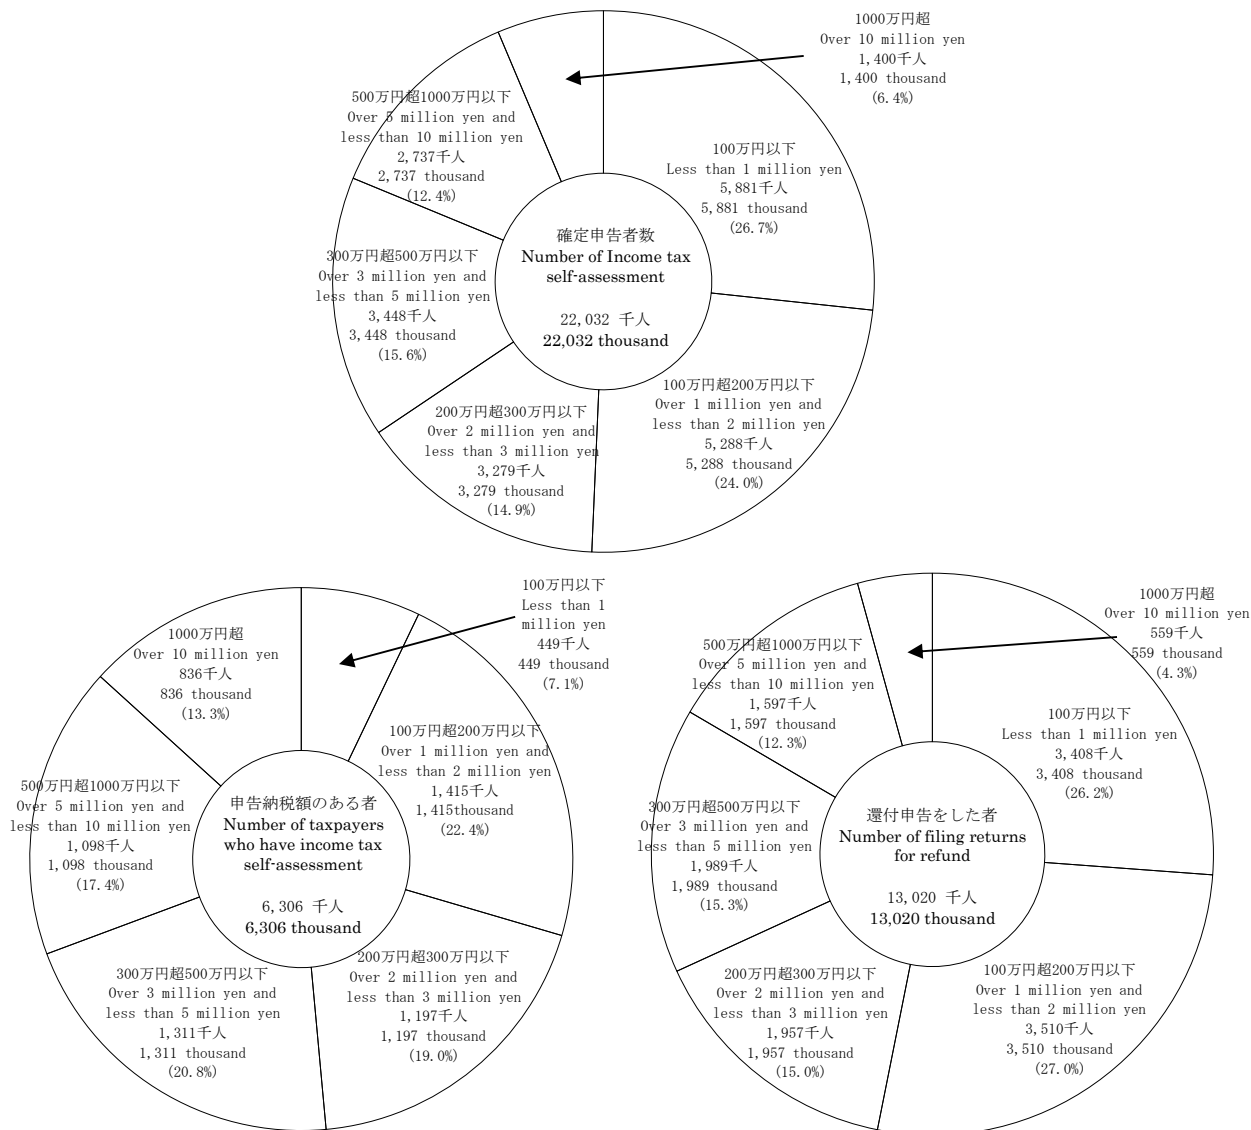 1000万円超
Over 10 million yen
1,400千人
1,400 thousand
(6.4%)
500万円超1000万円以下
Over 5 million yen and
less than 10 million yen
2,737千人
2,737 thousand
(12.4%)
100万円以下
Less than 1 million yen
5,881千人
5,881 thousand
(26.7%)
確定申告者数
Number of Income tax
self-assessment
22,032 千人
22,032 thousand
300万円超500万円以下
Over 3 million yen and
less than 5 million yen
3,448千人
3,448 thousand
(15.6%)
100万円超200万円以下
Over 1 million yen and
less than 2 million yen
5,288千人
5,288 thousand
(24.0%)
200万円超300万円以下
Over 2 million yen and
less than 3 million yen
3,279千人
3,279 thousand
(14.9%)
100万円以下
Less than 1
million yen
449千人
449 thousand
(7.1%)
1000万円超
Over 10 million yen
836千人
836 thousand
(13.3%)
100万円超200万円以下
Over 1 million yen and
less than 2 million yen
1,415千人
1,415thousand
(22.4%)
500万円超1000万円以下
Over 5 million yen and
less than 10 million yen
1,098千人
1,098 thousand
(17.4%)
申告納税額のある者
Number of taxpayers
who have income tax
self-assessment
6,306 千人
6,306 thousand
200万円超300万円以下
Over 2 million yen and
less than 3 million yen
1,197千人
1,197 thousand
(19.0%)
300万円超500万円以下
Over 3 million yen and
less than 5 million yen
1,311千人
1,311 thousand
(20.8%)
1000万円超
Over 10 million yen
559千人
559 thousand
(4.3%)
500万円超1000万円以下
Over 5 million yen and
less than 10 million yen
1,597千人
1,597 thousand
(12.3%)
100万円以下
Less than 1 million yen
3,408千人
3,408 thousand
(26.2%)
300万円超500万円以下
Over 3 million yen and
less than 5 million yen
1,989千人
1,989 thousand
(15.3%)
還付申告をした者
Number of filing returns
for refund
13,020 千人
13,020 thousand
200万円超300万円以下
Over 2 million yen and
less than 3 million yen
1,957千人
1,957 thousand
(15.0%)
100万円超200万円以下
Over 1 million yen and
less than 2 million yen
3,510千人
3,510 thousand
(27.0%)